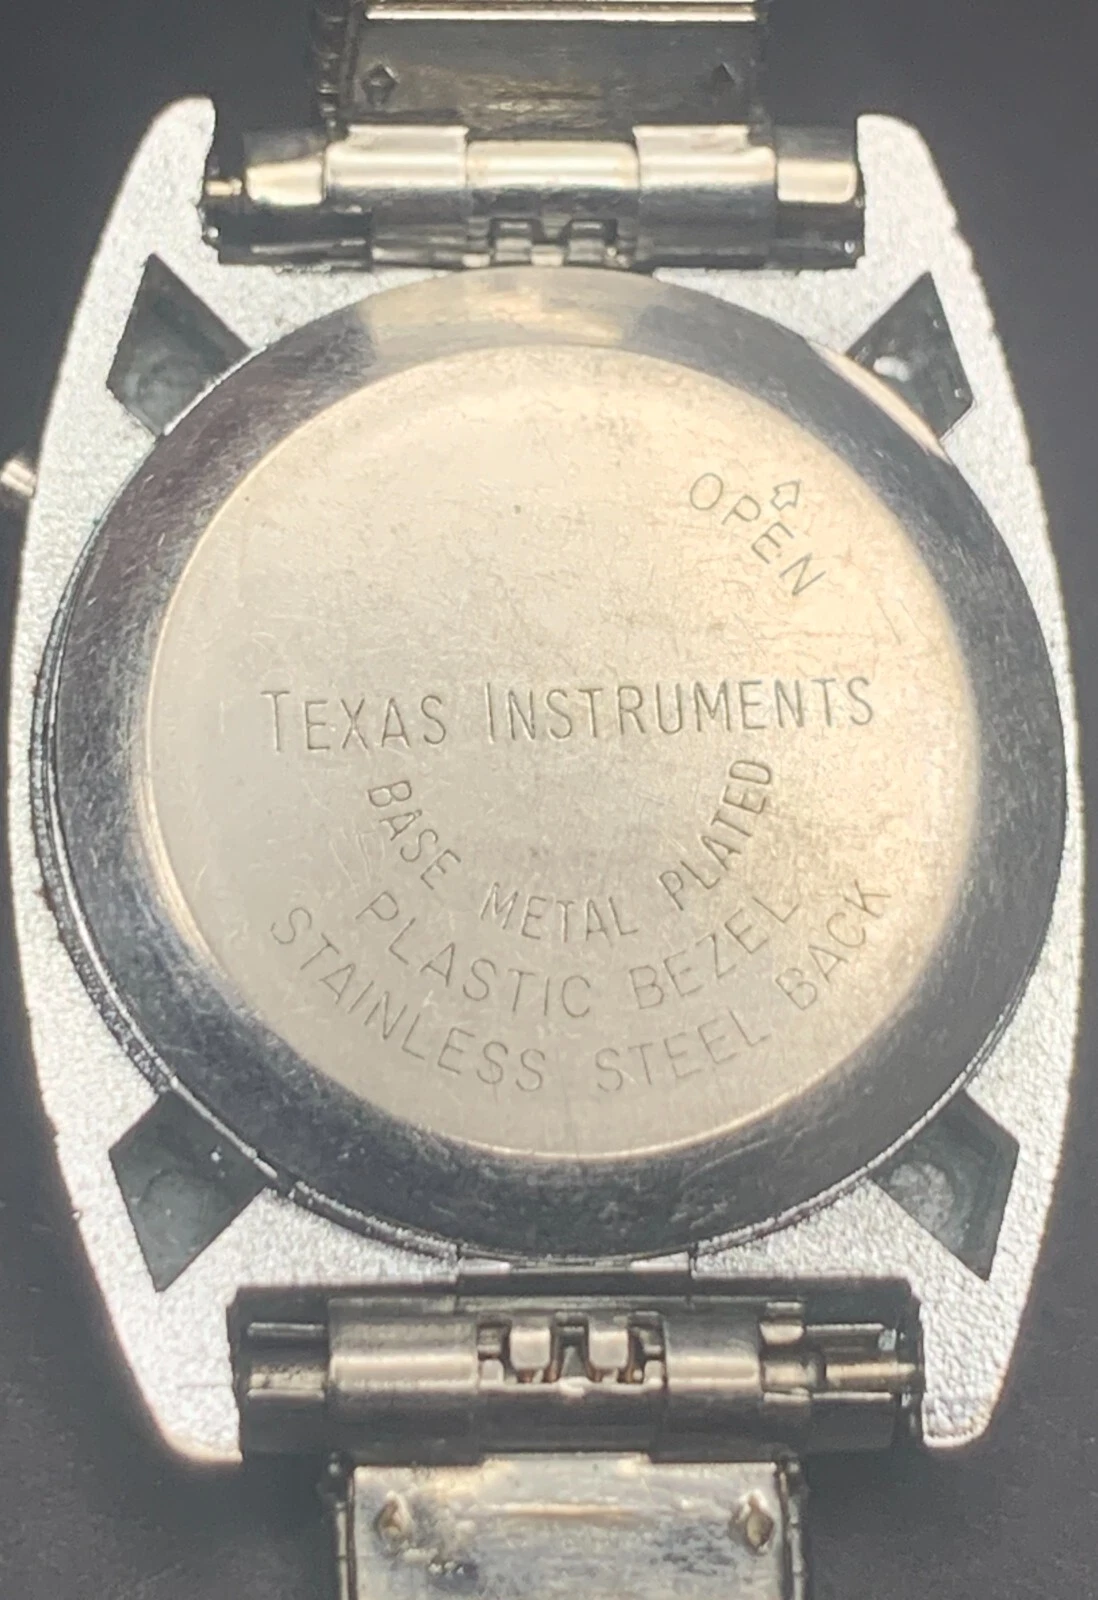 OPEN
TEXAS INSTRUMENTS
BASE METAL PLATED
PLASTIC BEZEL
STAINLESS STEEL BACK